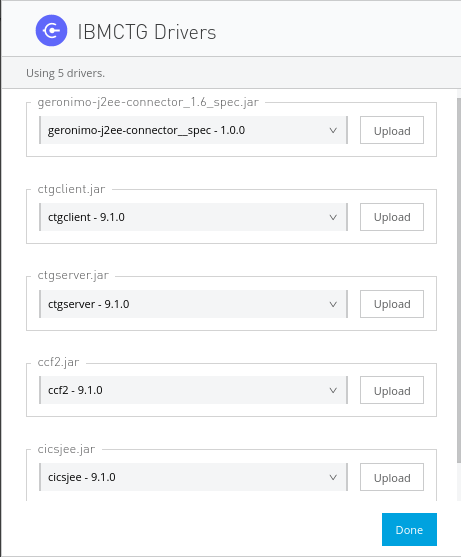 IBMCTG Drivers
Using 5 drivers.
geronimo-j2ee-connector_1.6_spec.jar
geronimo-j2ee-connector__spec - 1.0.0
Upload
ctgclient.jar
ctgclient - 9.1.0
Upload
ctgserver.jar
ctgserver - 9.1.0
Upload
ccf2.jar
ccf2 - 9.1.0
Upload
cicsjee.jar
cicsjee - 9.1.0
Upload
Done